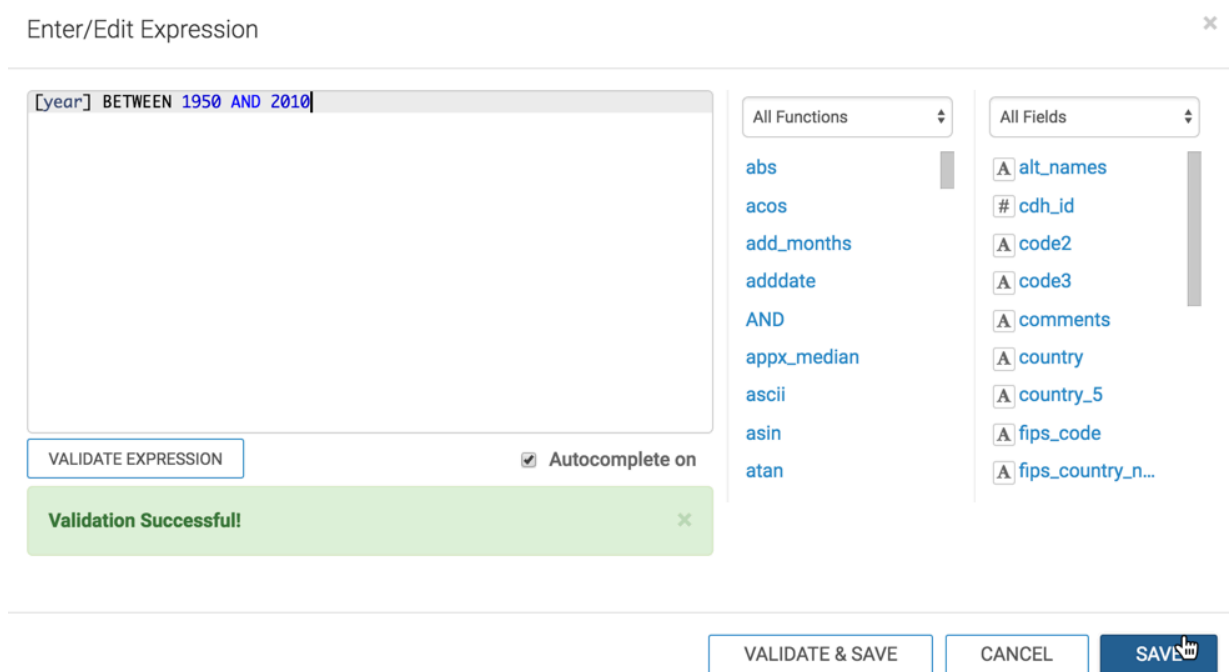 Enter/Edit Expression
×
[year] BETWEEN 1950 AND 2010
All Functions
abs
acos
add_months
adddate
AND
appx_median
ascii
asin
atan
All Fields
A alt_names
# cdh_id
A code2
A code3
A comments
A country
A country_5
A fips_code
A fips_country_n...
VALIDATE EXPRESSION
Autocomplete on
Validation Successful!
×
VALIDATE & SAVE
CANCEL
SAVE